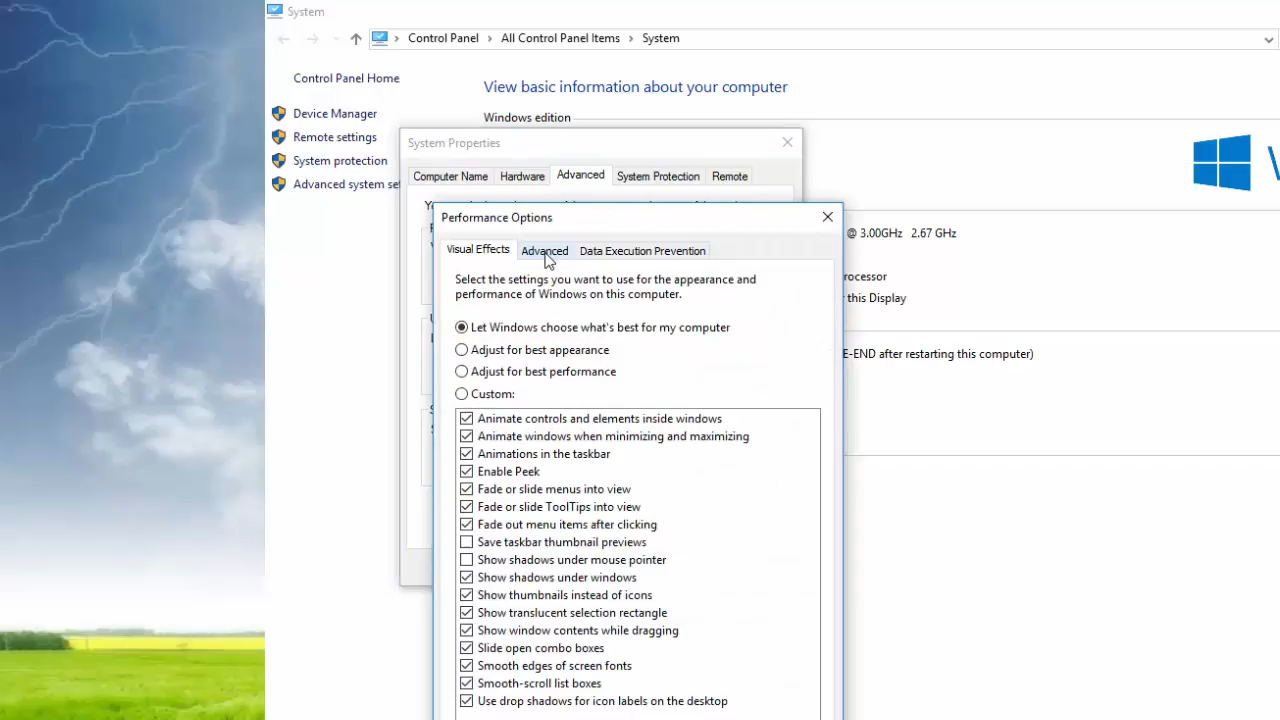 System
Control Panel > All Control Panel Items > System
Control Panel Home
Device Manager
Remote settings
System protection
Advanced system se
View basic information about your computer
Windows edition
System Properties
Computer Name Hardware Advanced System Protection Remote
Performance Options
@ 3.00GHz 2.67 GHz
rocessor
this Display
E-END after restarting this computer)
Visual Effects Advanced Data Execution Prevention
Select the settings you want to use for the appearance and
performance of Windows on this computer.
Let Windows choose what's best for my computer
Adjust for best appearance
Adjust for best performance
Custom:
Animate controls and elements inside windows
Animate windows when minimizing and maximizing
Animations in the taskbar
Enable Peek
Fade or slide menus into view
Fade or slide ToolTips into view
Fade out menu items after clicking
Save taskbar thumbnail previews
Show shadows under mouse pointer
Show shadows under windows
Show thumbnails instead of icons
Show translucent selection rectangle
Show window contents while dragging
Slide open combo boxes
Smooth edges of screen fonts
Smooth-scroll list boxes
Use drop shadows for icon labels on the desktop